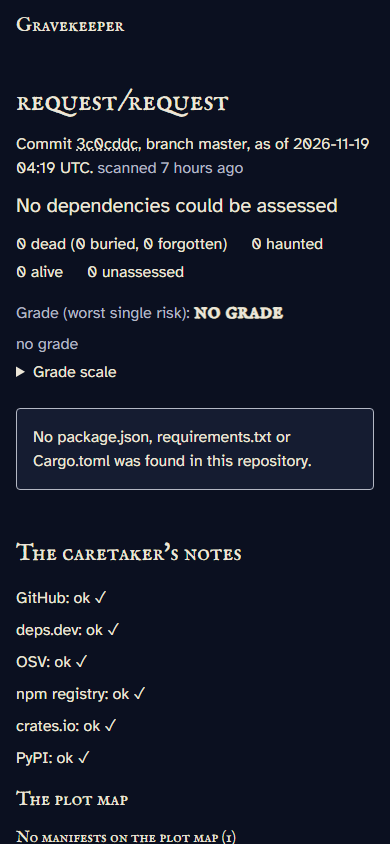 Gravekeeper
request/request
Commit 3c0cddc, branch master, as of 2026-11-19
04:19 UTC. scanned 7 hours ago
No dependencies could be assessed
0 dead (0 buried, 0 forgotten) 0 haunted
0 alive 0 unassessed
Grade (worst single risk): NO GRADE
no grade
▶ Grade scale
No package.json, requirements.txt or
Cargo.toml was found in this repository.
The caretaker's notes
GitHub: ok ✓
deps.dev: ok ✓
OSV: ok ✓
npm registry: ok ✓
crates.io: ok ✓
PyPI: ok ✓
The plot map
No manifests on the plot map (1)